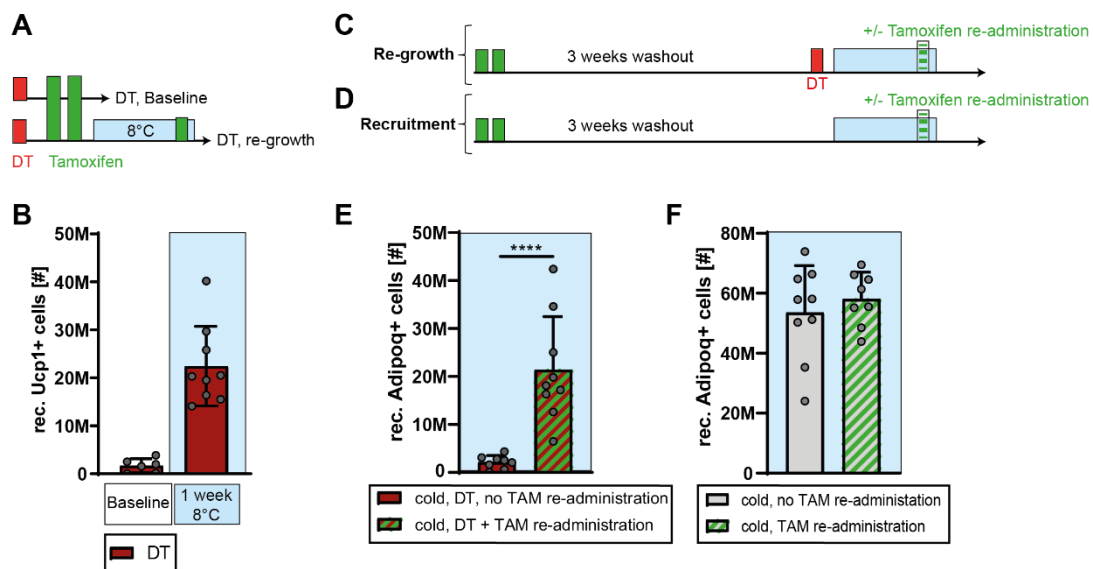 A
DT, Baseline
8°C
DT, re-growth
DT
Tamoxifen
C
+/- Tamoxifen re-administration
Re-growth
3 weeks washout
DT
D
+/- Tamoxifen re-administration
Recruitment
3 weeks washout
B
rec. Ucp1+ cells [#]
50M
40M
30M
20M
10M
0
Baseline
1 week
8°C
DT
E
rec. Adipoq+ cells [#]
50M
40M
30M
20M
10M
0
****
cold, DT, no TAM re-administration
cold, DT + TAM re-administration
F
rec. Adipoq+ cells [#]
80M
60M
40M
20M
0
cold, no TAM re-administation
cold, TAM re-administration